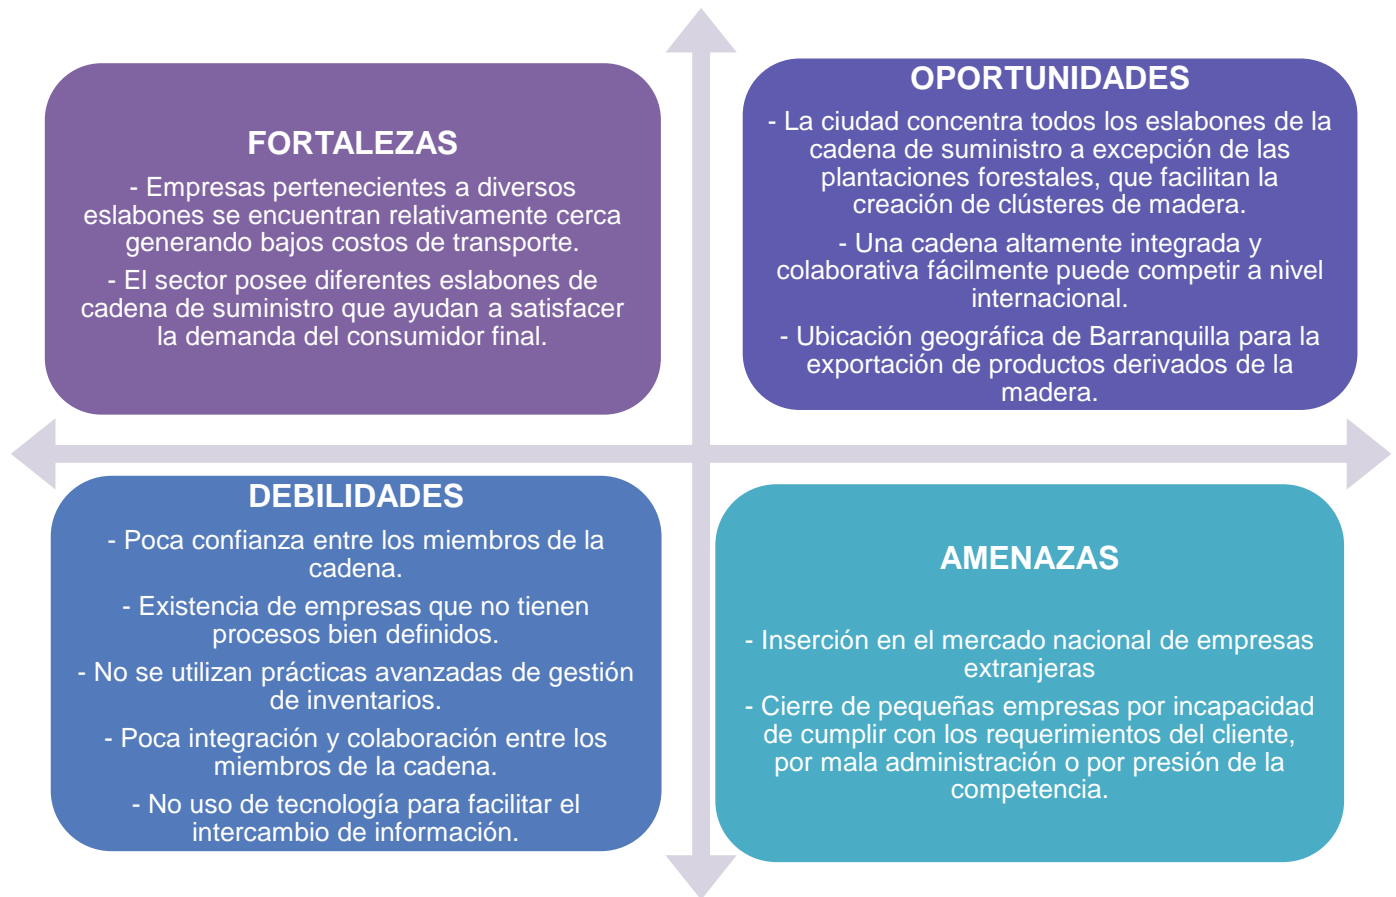 FORTALEZAS
- Empresas pertenecientes a diversos
eslabones se encuentran relativamente cerca
generando bajos costos de transporte.
- El sector posee diferentes eslabones de
cadena de suministro que ayudan a satisfacer
la demanda del consumidor final.
OPORTUNIDADES
- La ciudad concentra todos los eslabones de la
cadena de suministro a excepción de las
plantaciones forestales, que facilitan la
creación de clústeres de madera.
- Una cadena altamente integrada y
colaborativa fácilmente puede competir a nivel
internacional.
- Ubicación geográfica de Barranquilla para la
exportación de productos derivados de la
madera.
DEBILIDADES
- Poca confianza entre los miembros de la
cadena.
- Existencia de empresas que no tienen
procesos bien definidos.
- No se utilizan prácticas avanzadas de gestión
de inventarios.
- Poca integración y colaboración entre los
miembros de la cadena.
- No uso de tecnología para facilitar el
intercambio de información.
AMENAZAS
- Inserción en el mercado nacional de empresas
extranjeras
- Cierre de pequeñas empresas por incapacidad
de cumplir con los requerimientos del cliente,
por mala administración o por presión de la
competencia.